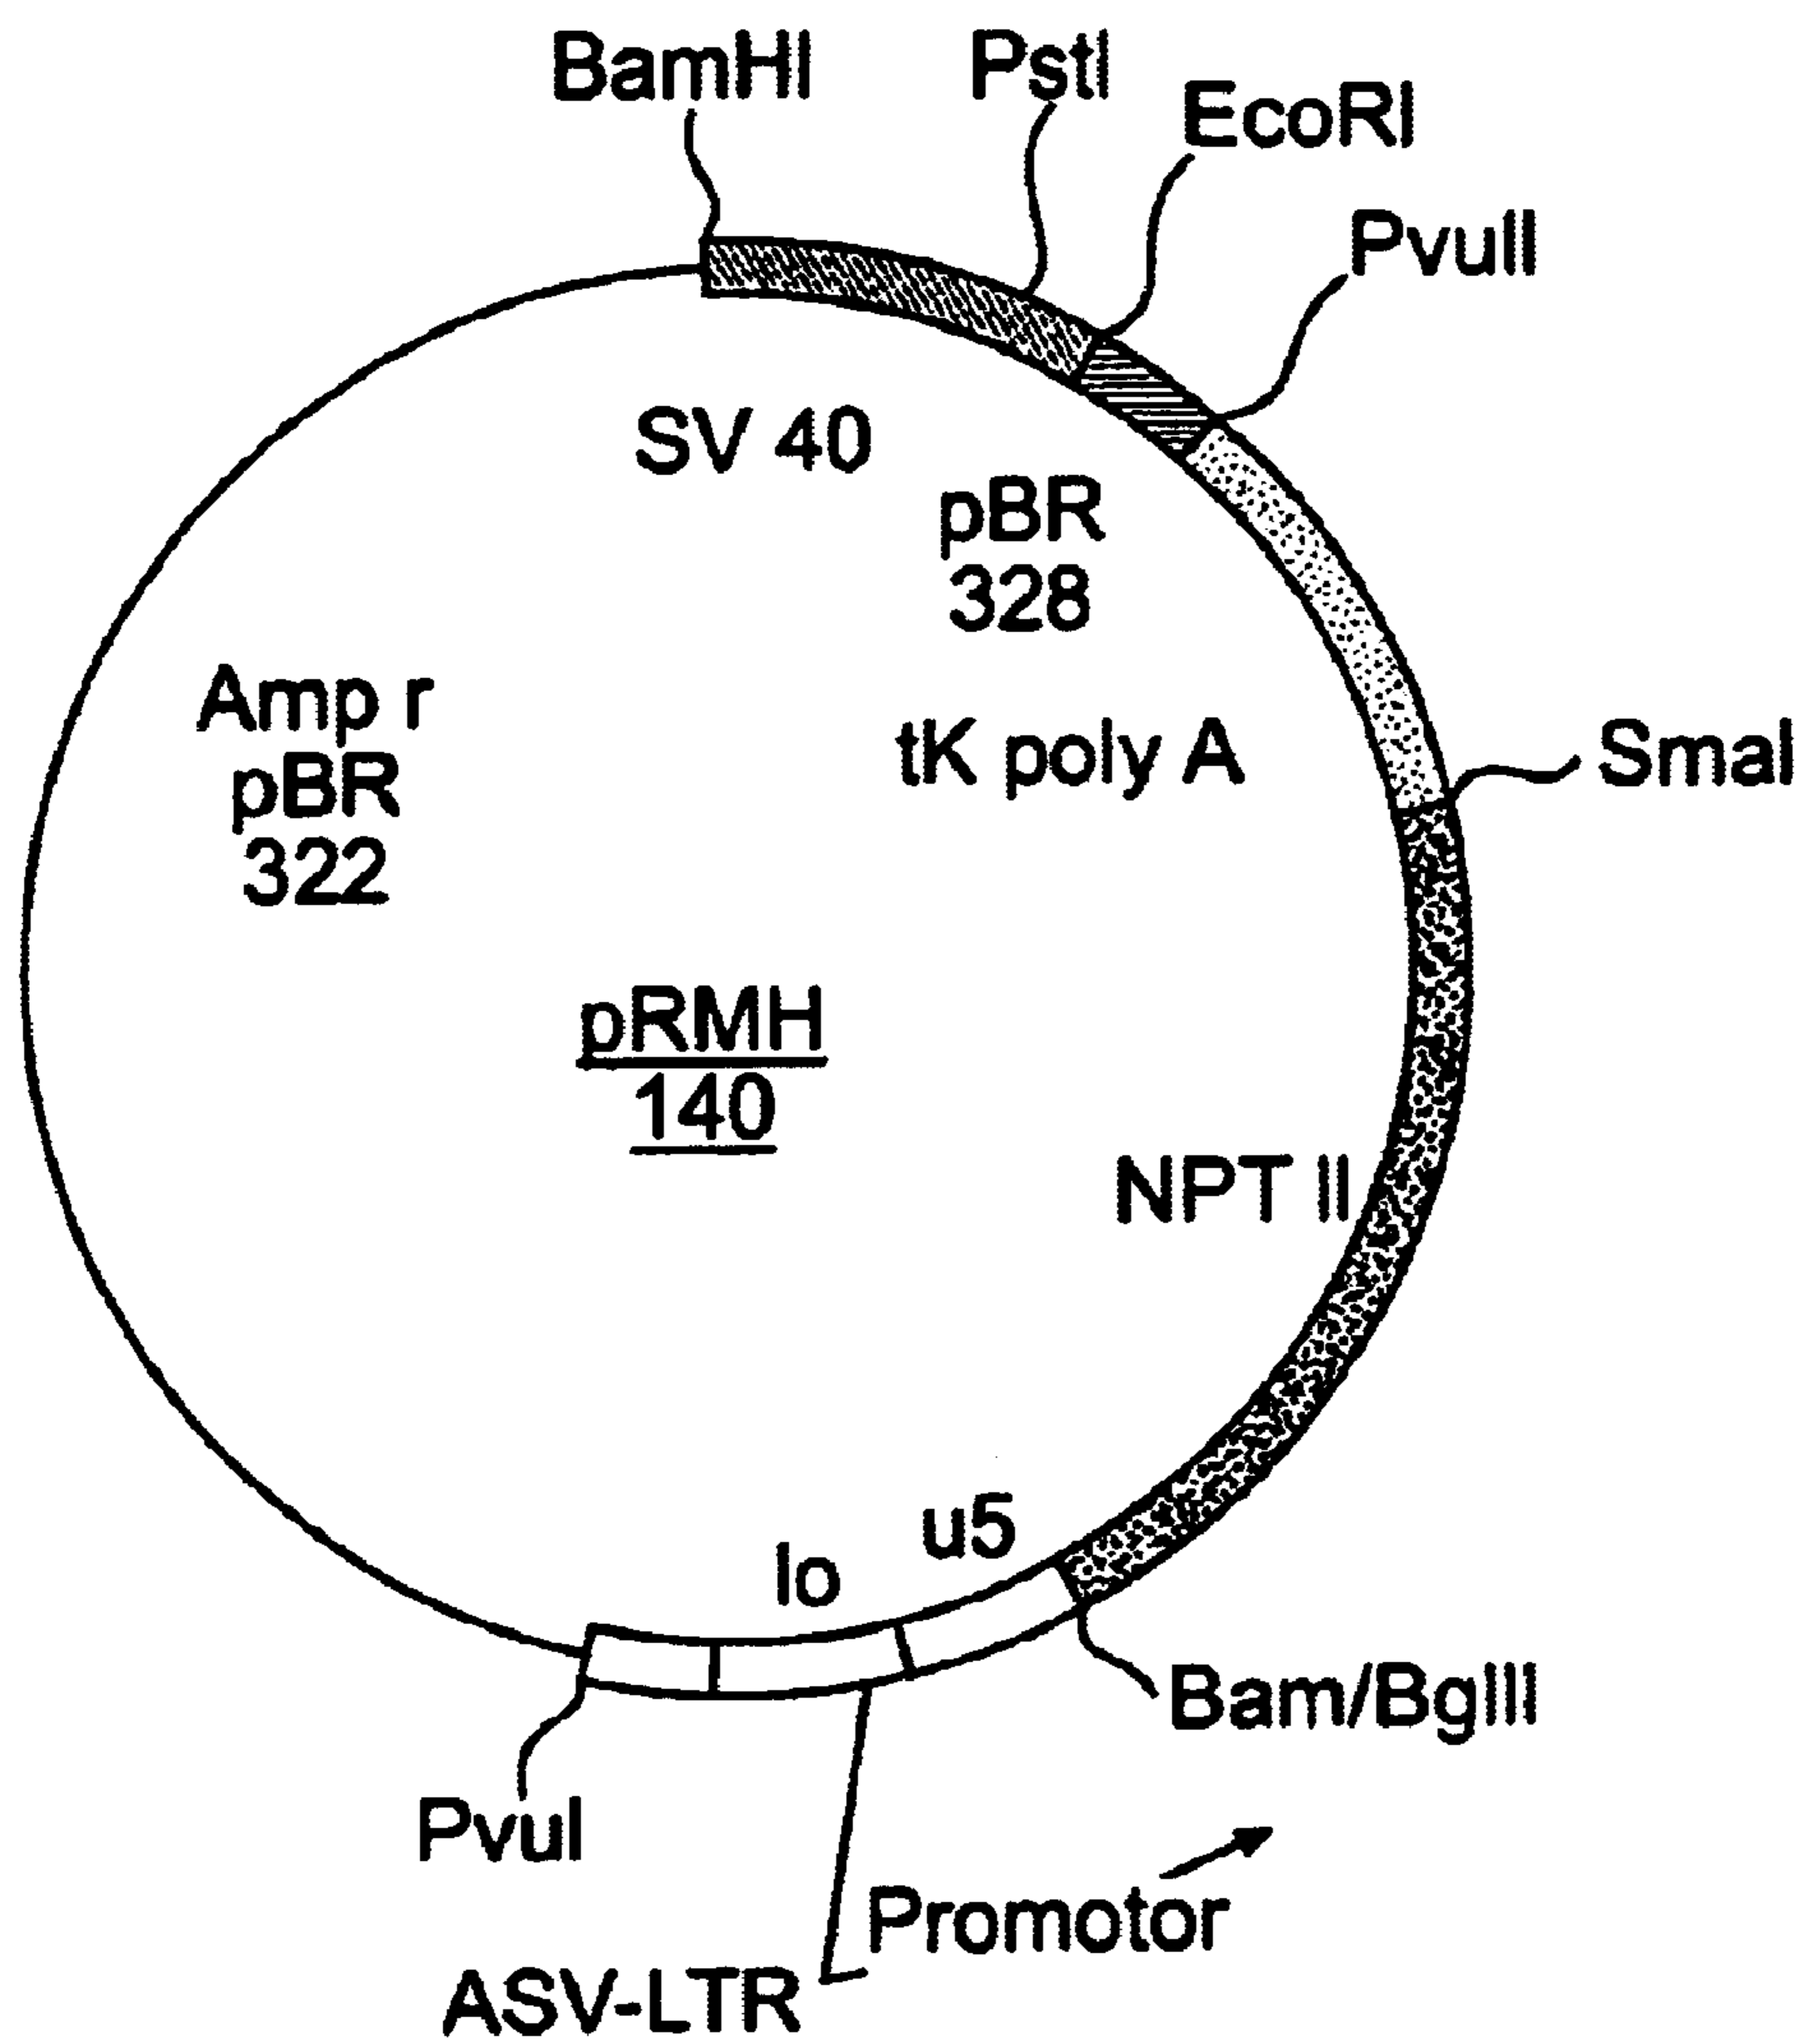 BamHI
PstI
EcoRI
PvuII
SV 40
pBR
328
Amp r
pBR
322
tK poly A
SmaI
pRMH
140
NPT II
u5
lo
Bam/BglII
PvuI
Promotor
ASV-LTR